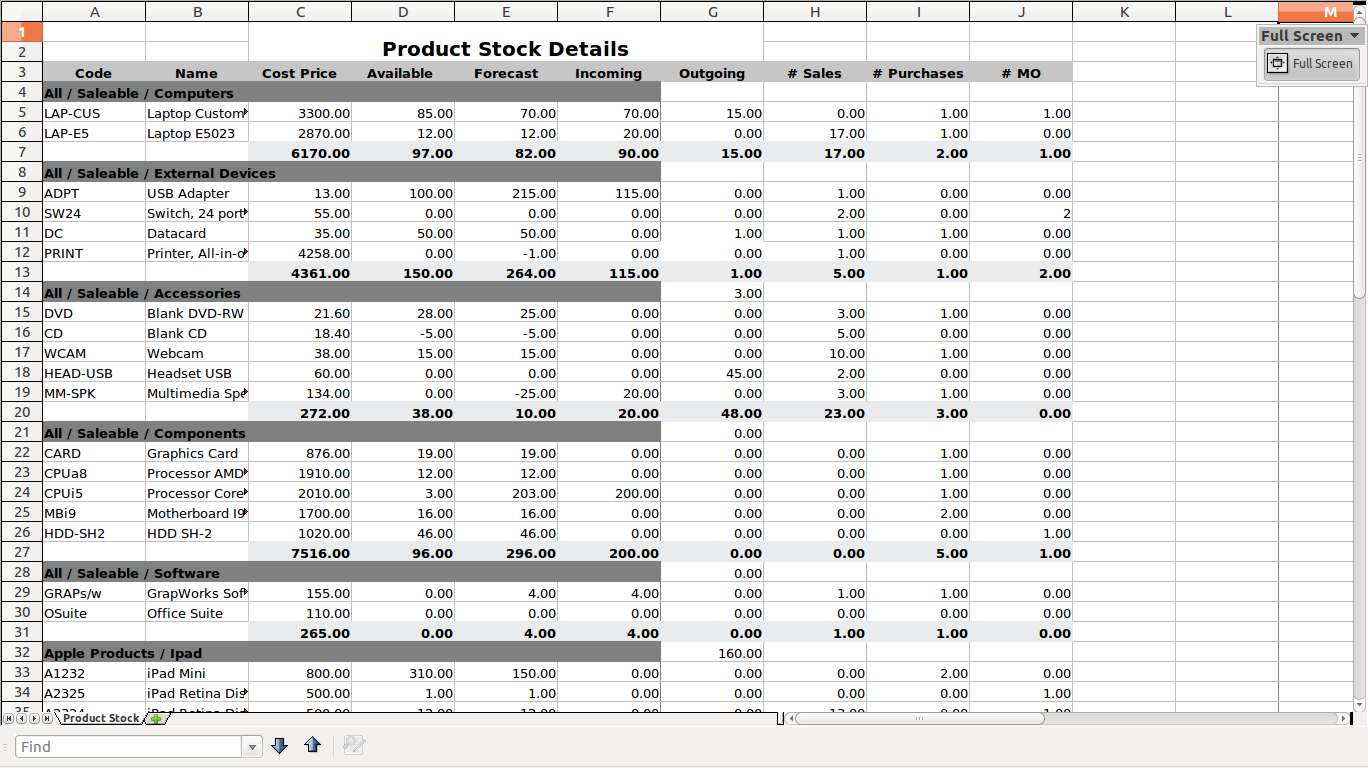 A B C D E F G H I J K L M
1
2 Product Stock Details
3 Code Name Cost Price Available Forecast Incoming Outgoing # Sales # Purchases # MO
4 All / Saleable / Computers
5 LAP-CUS Laptop Custom 3300.00 85.00 70.00 70.00 15.00 0.00 1.00 1.00
6 LAP-E5 Laptop E5023 2870.00 12.00 12.00 20.00 0.00 17.00 1.00 0.00
7 6170.00 97.00 82.00 90.00 15.00 17.00 2.00 1.00
8 All / Saleable / External Devices
9 ADPT USB Adapter 13.00 100.00 215.00 115.00 0.00 1.00 0.00 0.00
10 SW24 Switch, 24 port 55.00 0.00 0.00 0.00 0.00 2.00 0.00 2
11 DC Datacard 35.00 50.00 50.00 0.00 1.00 1.00 1.00 0.00
12 PRINT Printer, All-in-o 4258.00 0.00 -1.00 0.00 0.00 1.00 0.00 0.00
13 4361.00 150.00 264.00 115.00 1.00 5.00 1.00 2.00
14 All / Saleable / Accessories 3.00
15 DVD Blank DVD-RW 21.60 28.00 25.00 0.00 0.00 3.00 1.00 0.00
16 CD Blank CD 18.40 -5.00 -5.00 0.00 0.00 5.00 0.00 0.00
17 WCAM Webcam 38.00 15.00 15.00 0.00 0.00 10.00 1.00 0.00
18 HEAD-USB Headset USB 60.00 0.00 0.00 0.00 45.00 2.00 0.00 0.00
19 MM-SPK Multimedia Spe 134.00 0.00 -25.00 20.00 0.00 3.00 1.00 0.00
20 272.00 38.00 10.00 20.00 48.00 23.00 3.00 0.00
21 All / Saleable / Components 0.00
22 CARD Graphics Card 876.00 19.00 19.00 0.00 0.00 0.00 1.00 0.00
23 CPUa8 Processor AMD 1910.00 12.00 12.00 0.00 0.00 0.00 1.00 0.00
24 CPUi5 Processor Core 2010.00 3.00 203.00 200.00 0.00 0.00 1.00 0.00
25 MBi9 Motherboard I9 1700.00 16.00 16.00 0.00 0.00 0.00 2.00 0.00
26 HDD-SH2 HDD SH-2 1020.00 46.00 46.00 0.00 0.00 0.00 0.00 1.00
27 7516.00 96.00 296.00 200.00 0.00 0.00 5.00 1.00
28 All / Saleable / Software 0.00
29 GRAPs/w GrapWorks Sof 155.00 0.00 4.00 4.00 0.00 1.00 1.00 0.00
30 OSuite Office Suite 110.00 0.00 0.00 0.00 0.00 0.00 0.00 0.00
31 265.00 0.00 4.00 4.00 0.00 1.00 1.00 0.00
32 Apple Products / Ipad 160.00
33 A1232 iPad Mini 800.00 310.00 150.00 0.00 0.00 0.00 2.00 0.00
34 A2325 iPad Retina Dis 500.00 1.00 1.00 0.00 0.00 0.00 0.00 1.00
Full Screen
Full Screen
Product Stock
Find